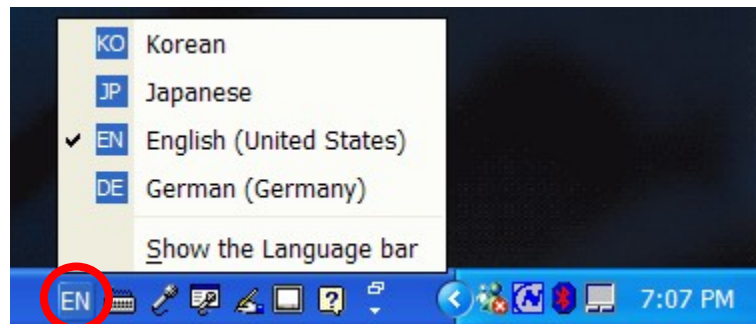 KO Korean
JP Japanese
EN English (United States)
DE German (Germany)
Show the Language bar
EN 7:07 PM